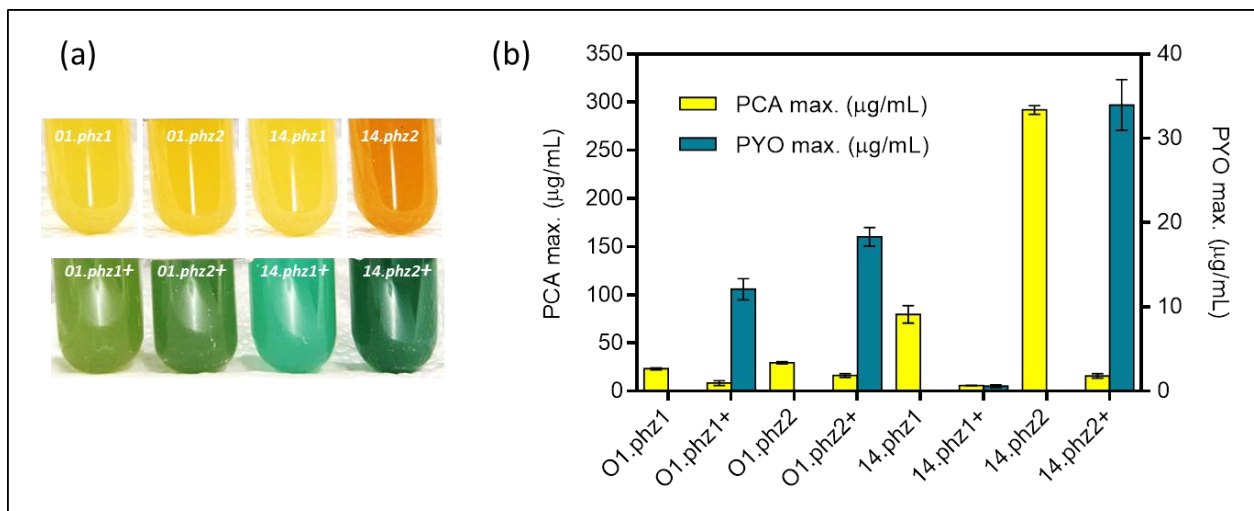 (a)
01.phz1 01.phz2 14.phz1 14.phz2
01.phz1+ 01.phz2+ 14.phz1+ 14.phz2+
(b)
PCA max. (μg/mL)
350
300
250
200
150
100
50
0
PCA max. (μg/mL)
PYO max. (μg/mL)
40
30
20
10
0
PYO max. (μg/mL)
O1.phz1
O1.phz1+
O1.phz2
O1.phz2+
14.phz1
14.phz1+
14.phz2
14.phz2+